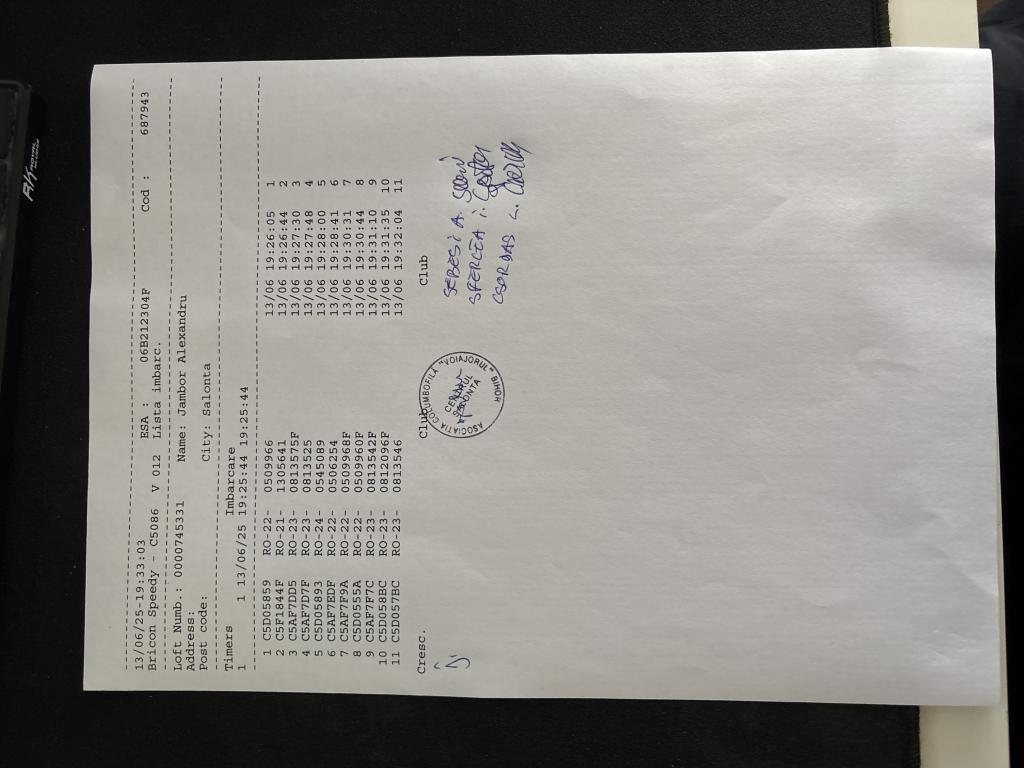 13/06/25-19:33:03 ESA : 06B212304F Cod : 687943
Bricon Speedy - C5086 V 012 Lista imbarc.
Loft Numb.: 0000745331 Name: Jambor Alexandru
Address:
Post code: City: Salonta
Timers Imbarcare
1 1 13/06/25 19:25:44 19:25:44
1 C5D05859 RO-22- 0509966 13/06 19:26:05 1
2 C5F1844F RO-21- 1305641 13/06 19:26:44 2
3 C5AF7DD5 RO-23- 0813575F 13/06 19:27:30 3
4 C5AF7D7F RO-23- 0813525 13/06 19:27:48 4
5 C5D05893 RO-24- 0545089 13/06 19:28:00 5
6 C5AF7EDF RO-22- 0506254 13/06 19:28:41 6
7 C5AF7F9A RO-22- 0509968F 13/06 19:30:31 7
8 C5D0555A RO-22- 0509960F 13/06 19:30:44 8
9 C5AF7F7C RO-23- 0813542F 13/06 19:31:10 9
10 C5D058BC RO-23- 0812096F 13/06 19:31:35 10
11 C5D057BC RO-23- 0813546 13/06 19:32:04 11
Cresc. Club Club
ASOCIATIA COLUMBOFILĂ "VOIAJORUL" BIHOR
SALONTA
SEBESI A.
SFERLEA i.
CSORDAS L.